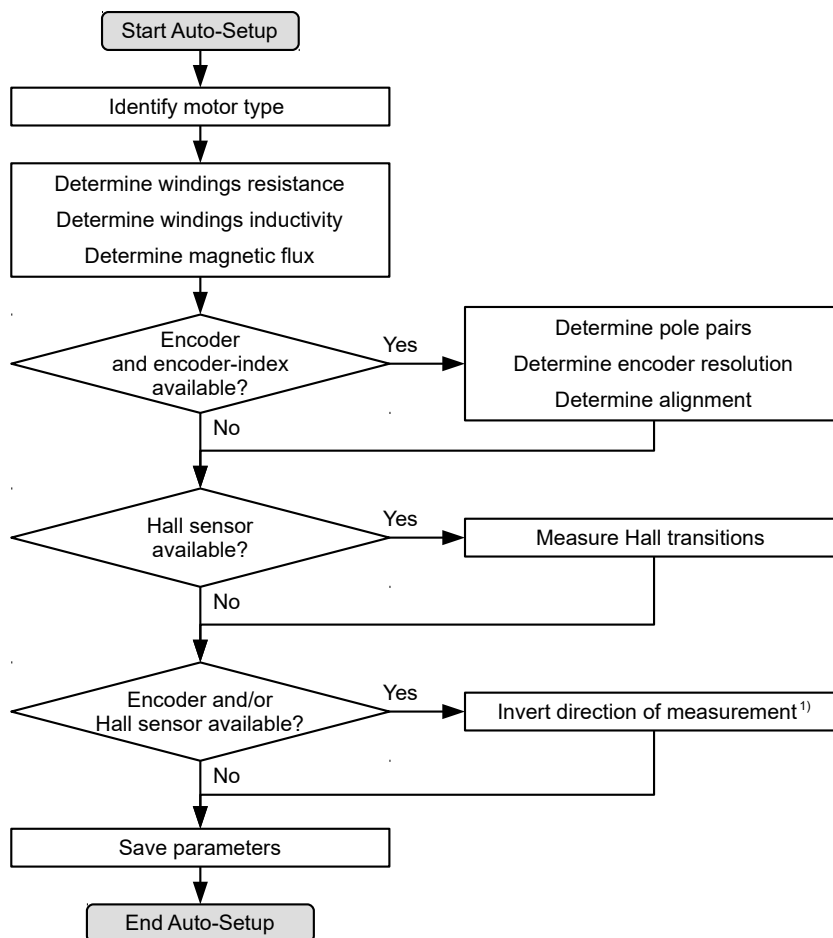 Start Auto-Setup
Identify motor type
Determine windings resistance
Determine windings inductivity
Determine magnetic flux
Encoder
and encoder-index
available?
Yes
Determine pole pairs
Determine encoder resolution
Determine alignment
No
Hall sensor
available?
Yes
Measure Hall transitions
No
Encoder and/or
Hall sensor available?
Yes
Invert direction of measurement 1)
No
Save parameters
End Auto-Setup